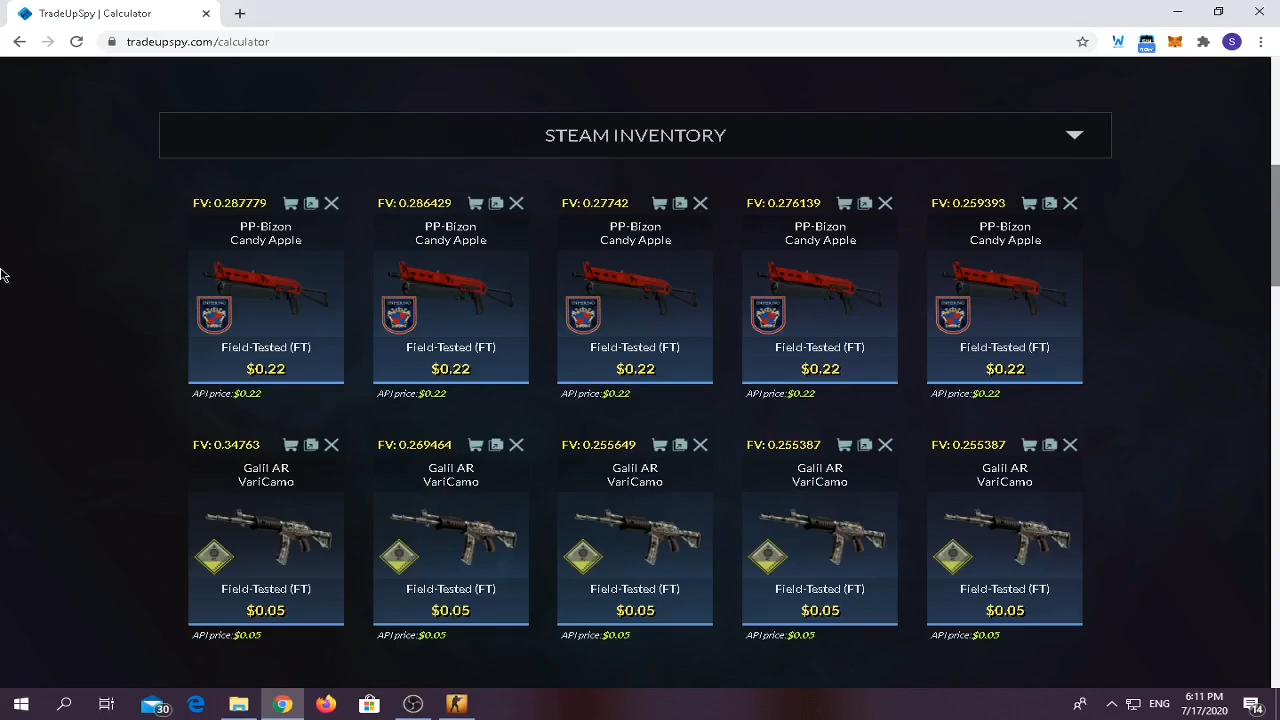 TradeUpSpy | Calculator
tradeupspy.com/calculator
S
STEAM INVENTORY
FV: 0.287779
FV: 0.286429
FV: 0.27742
FV: 0.276139
FV: 0.259393
PP-Bizon
Candy Apple
PP-Bizon
Candy Apple
PP-Bizon
Candy Apple
PP-Bizon
Candy Apple
PP-Bizon
Candy Apple
INFERNO
INFERNO
INFERNO
INFERNO
INFERNO
Field-Tested (FT)
Field-Tested (FT)
Field-Tested (FT)
Field-Tested (FT)
Field-Tested (FT)
$0.22
$0.22
$0.22
$0.22
$0.22
API price:$0.22
API price:$0.22
API price:$0.22
API price:$0.22
API price:$0.22
FV: 0.34763
FV: 0.269464
FV: 0.255649
FV: 0.255387
FV: 0.255387
Galil AR
VariCamo
Galil AR
VariCamo
Galil AR
VariCamo
Galil AR
VariCamo
Galil AR
VariCamo
Field-Tested (FT)
Field-Tested (FT)
Field-Tested (FT)
Field-Tested (FT)
Field-Tested (FT)
$0.05
$0.05
$0.05
$0.05
$0.05
API price:$0.05
API price:$0.05
API price:$0.05
API price:$0.05
API price:$0.05
30
ENG
6:11 PM
7/17/2020
14